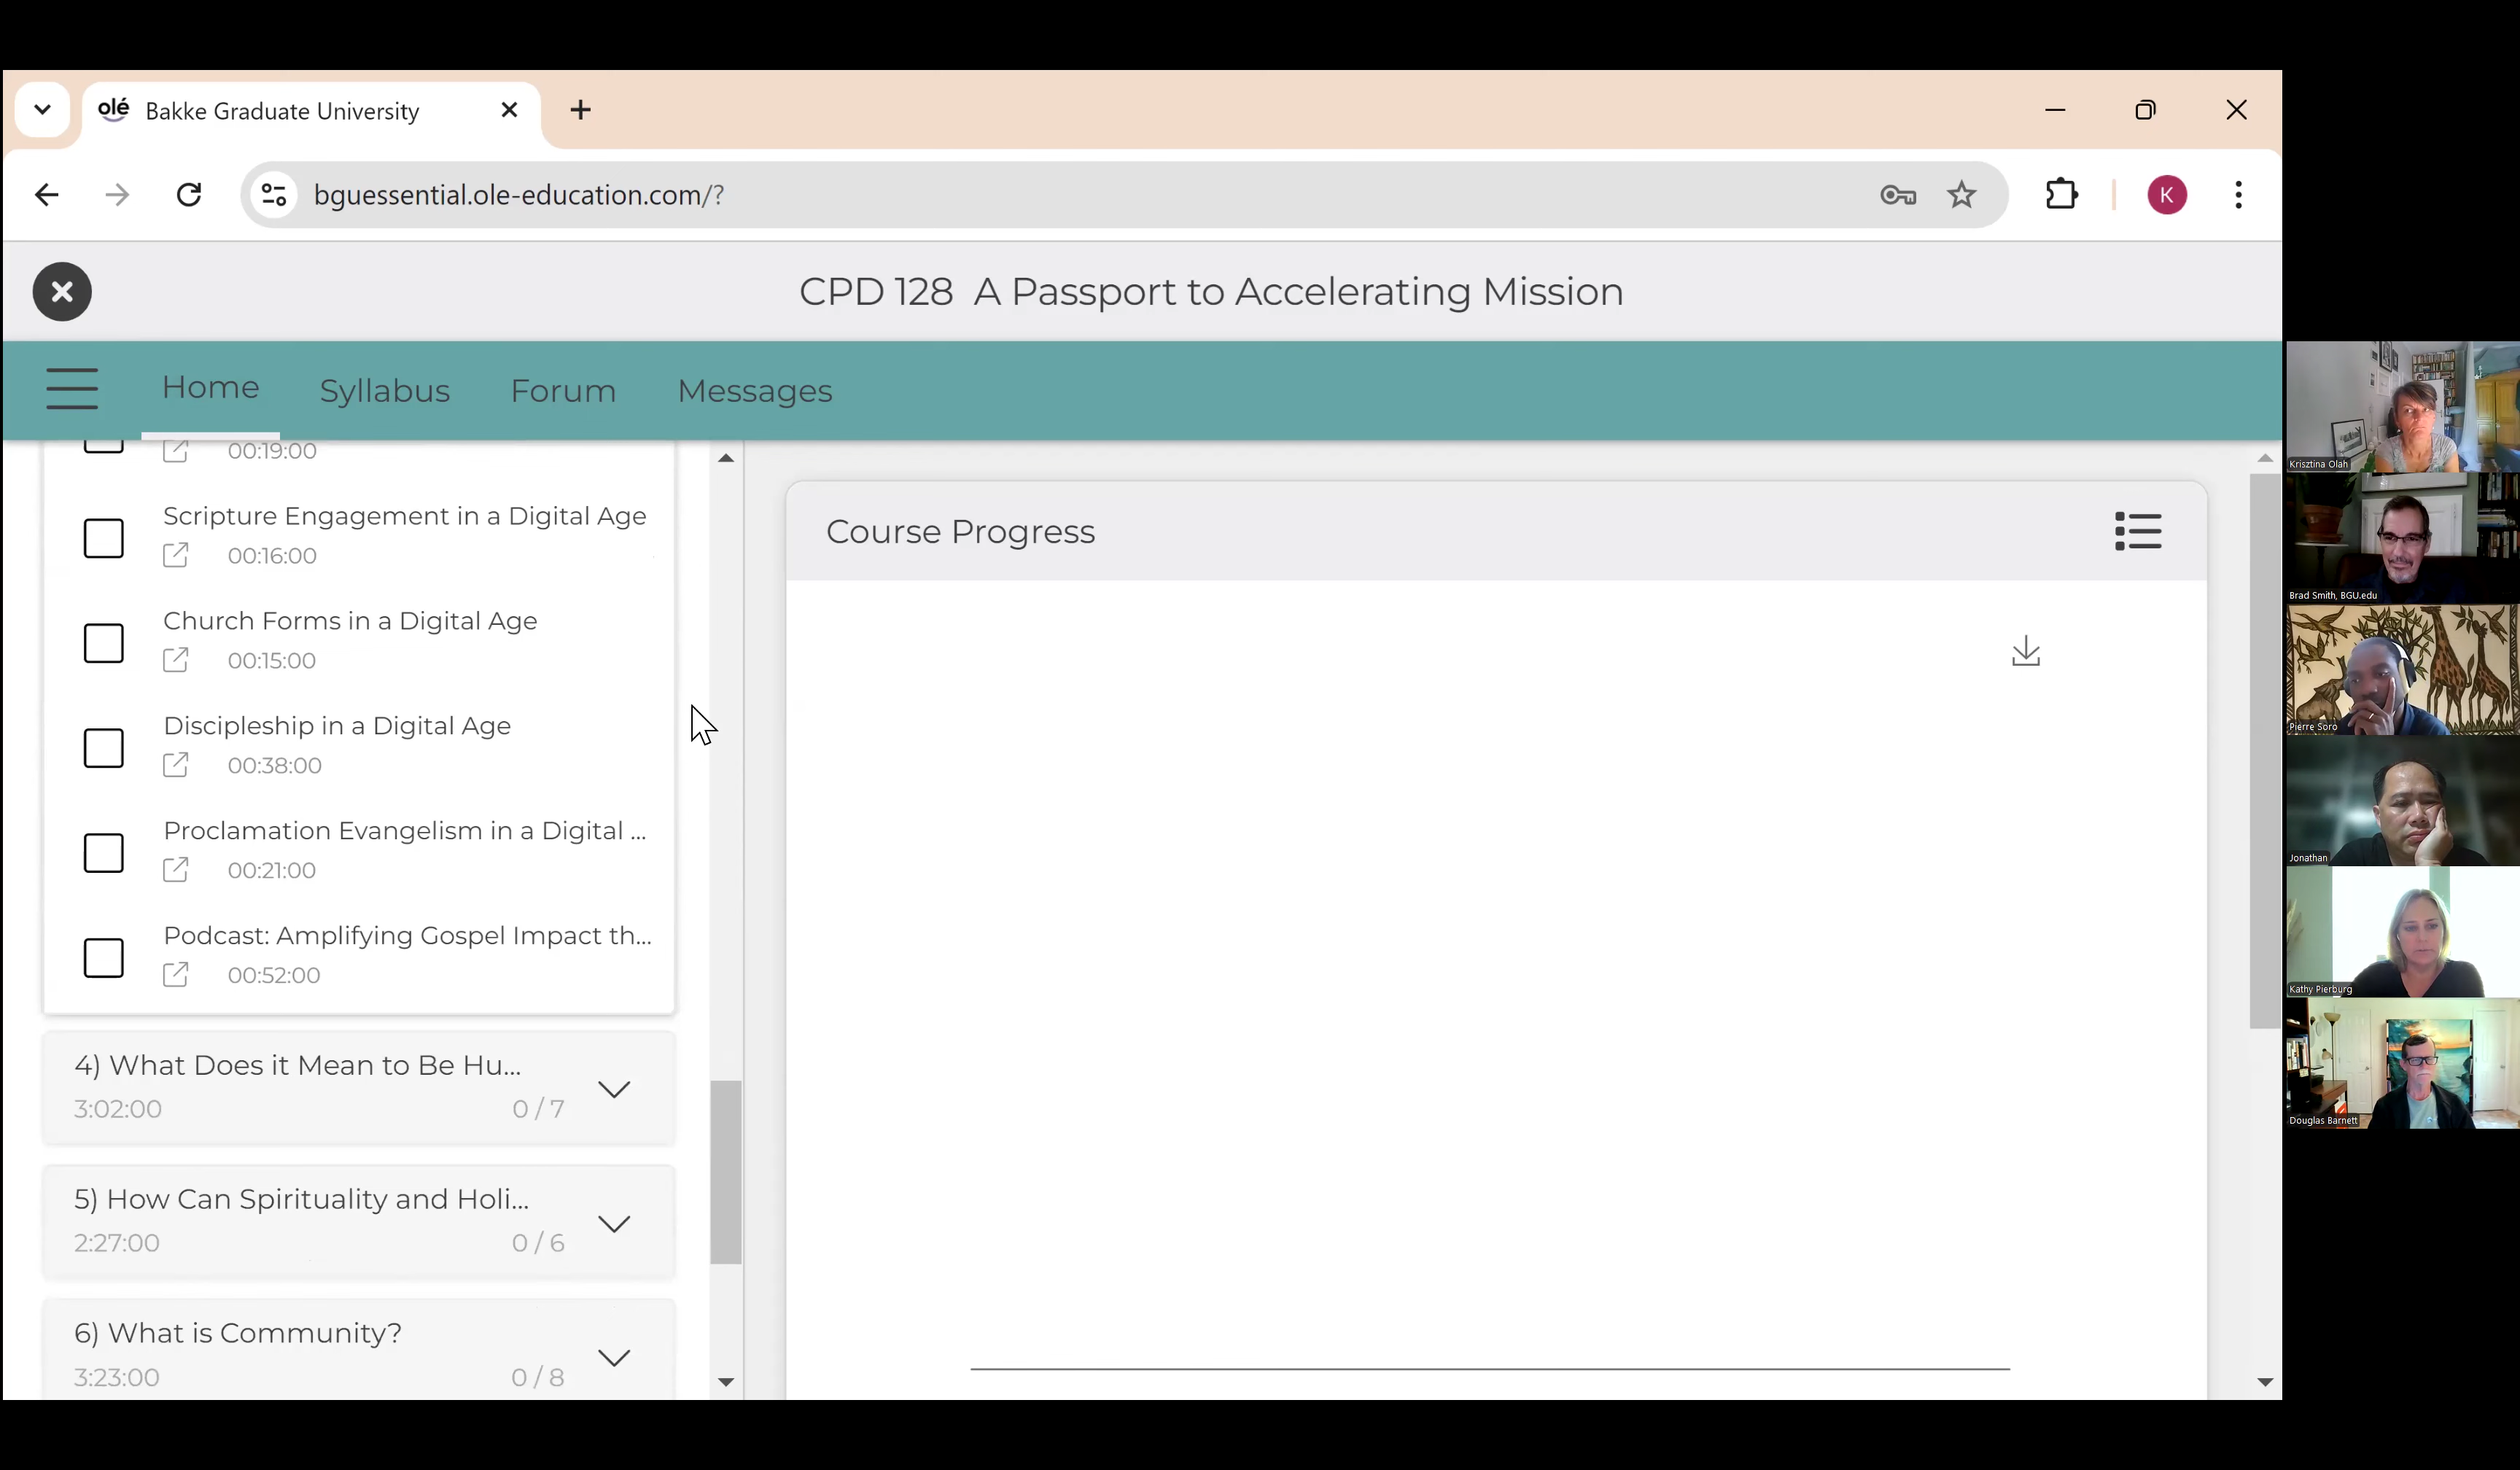 olé
Bakke Graduate University
bguessential.ole-education.com/?
K
CPD 128 A Passport to Accelerating Mission
Home
Syllabus
Forum
Messages
00:19:00
Scripture Engagement in a Digital Age
00:16:00
Church Forms in a Digital Age
00:15:00
Discipleship in a Digital Age
00:38:00
Proclamation Evangelism in a Digital ...
00:21:00
Podcast: Amplifying Gospel Impact th...
00:52:00
4) What Does it Mean to Be Hu...
3:02:00
0 / 7
5) How Can Spirituality and Holi...
2:27:00
0 / 6
6) What is Community?
3:23:00
0 / 8
Course Progress
Krisztina Olah
Brad Smith, BGU.edu
Pierre Soro
Jonathan
Kathy Pierburg
Douglas Barnett